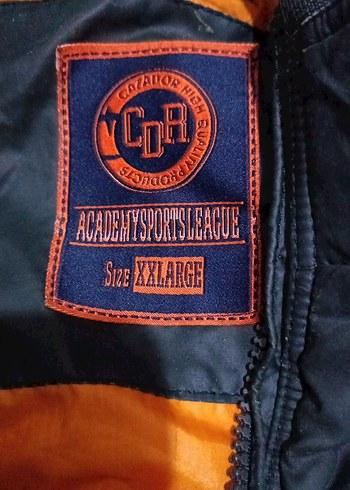 CAZADOR HIGH QUALITY PRODUCTS
CDR
ACADEMYSPORTSLEAGUE
SIZE XXLARGE